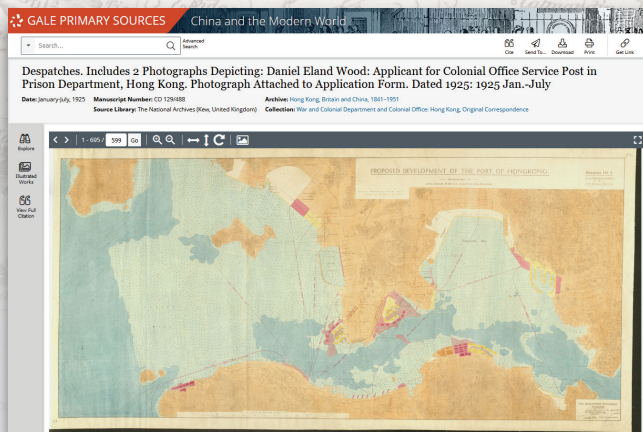 GALE PRIMARY SOURCES
China and the Modern World
Search...
Advanced
Search
Cite
Send To...
Download
Print
Get Link
Despatches. Includes 2 Photographs Depicting: Daniel Eland Wood: Applicant for Colonial Office Service Post in
Prison Department, Hong Kong. Photograph Attached to Application Form. Dated 1925: 1925 Jan.-July
Date: January-July, 1925 Manuscript Number: CO 129/488 Archive: Hong Kong, Britain and China, 1841–1951
Source Library: The National Archives (Kew, United Kingdom) Collection: War and Colonial Department and Colonial Office: Hong Kong, Original Correspondence
Explore
Illustrated
Works
View Full
Citation
1 - 695 / 599 Go
PROPOSED DEVELOPMENT OF THE PORT OF HONGKONG.